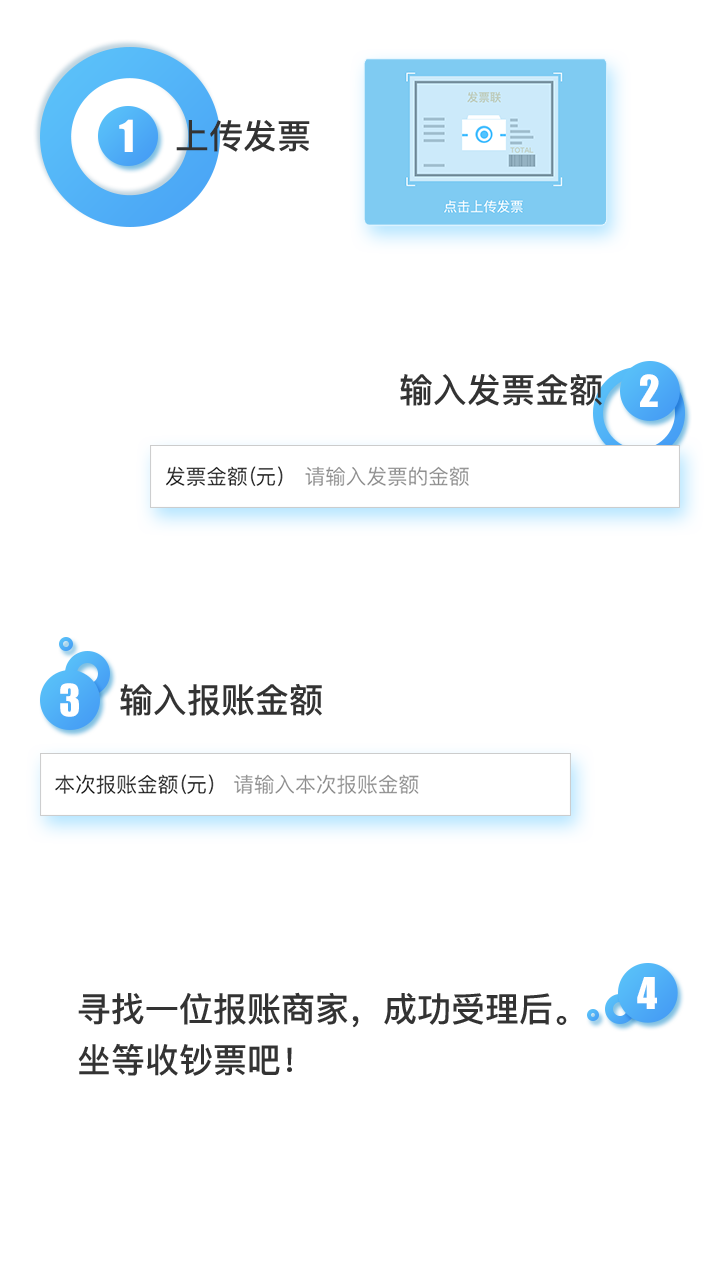 1
上传发票
发票联
TOTAL
点击上传发票
输入发票金额
2
发票金额(元) 请输入发票的金额
3
输入报账金额
本次报账金额(元) 请输入本次报账金额
4
寻找一位报账商家，成功受理后。
坐等收钞票吧！